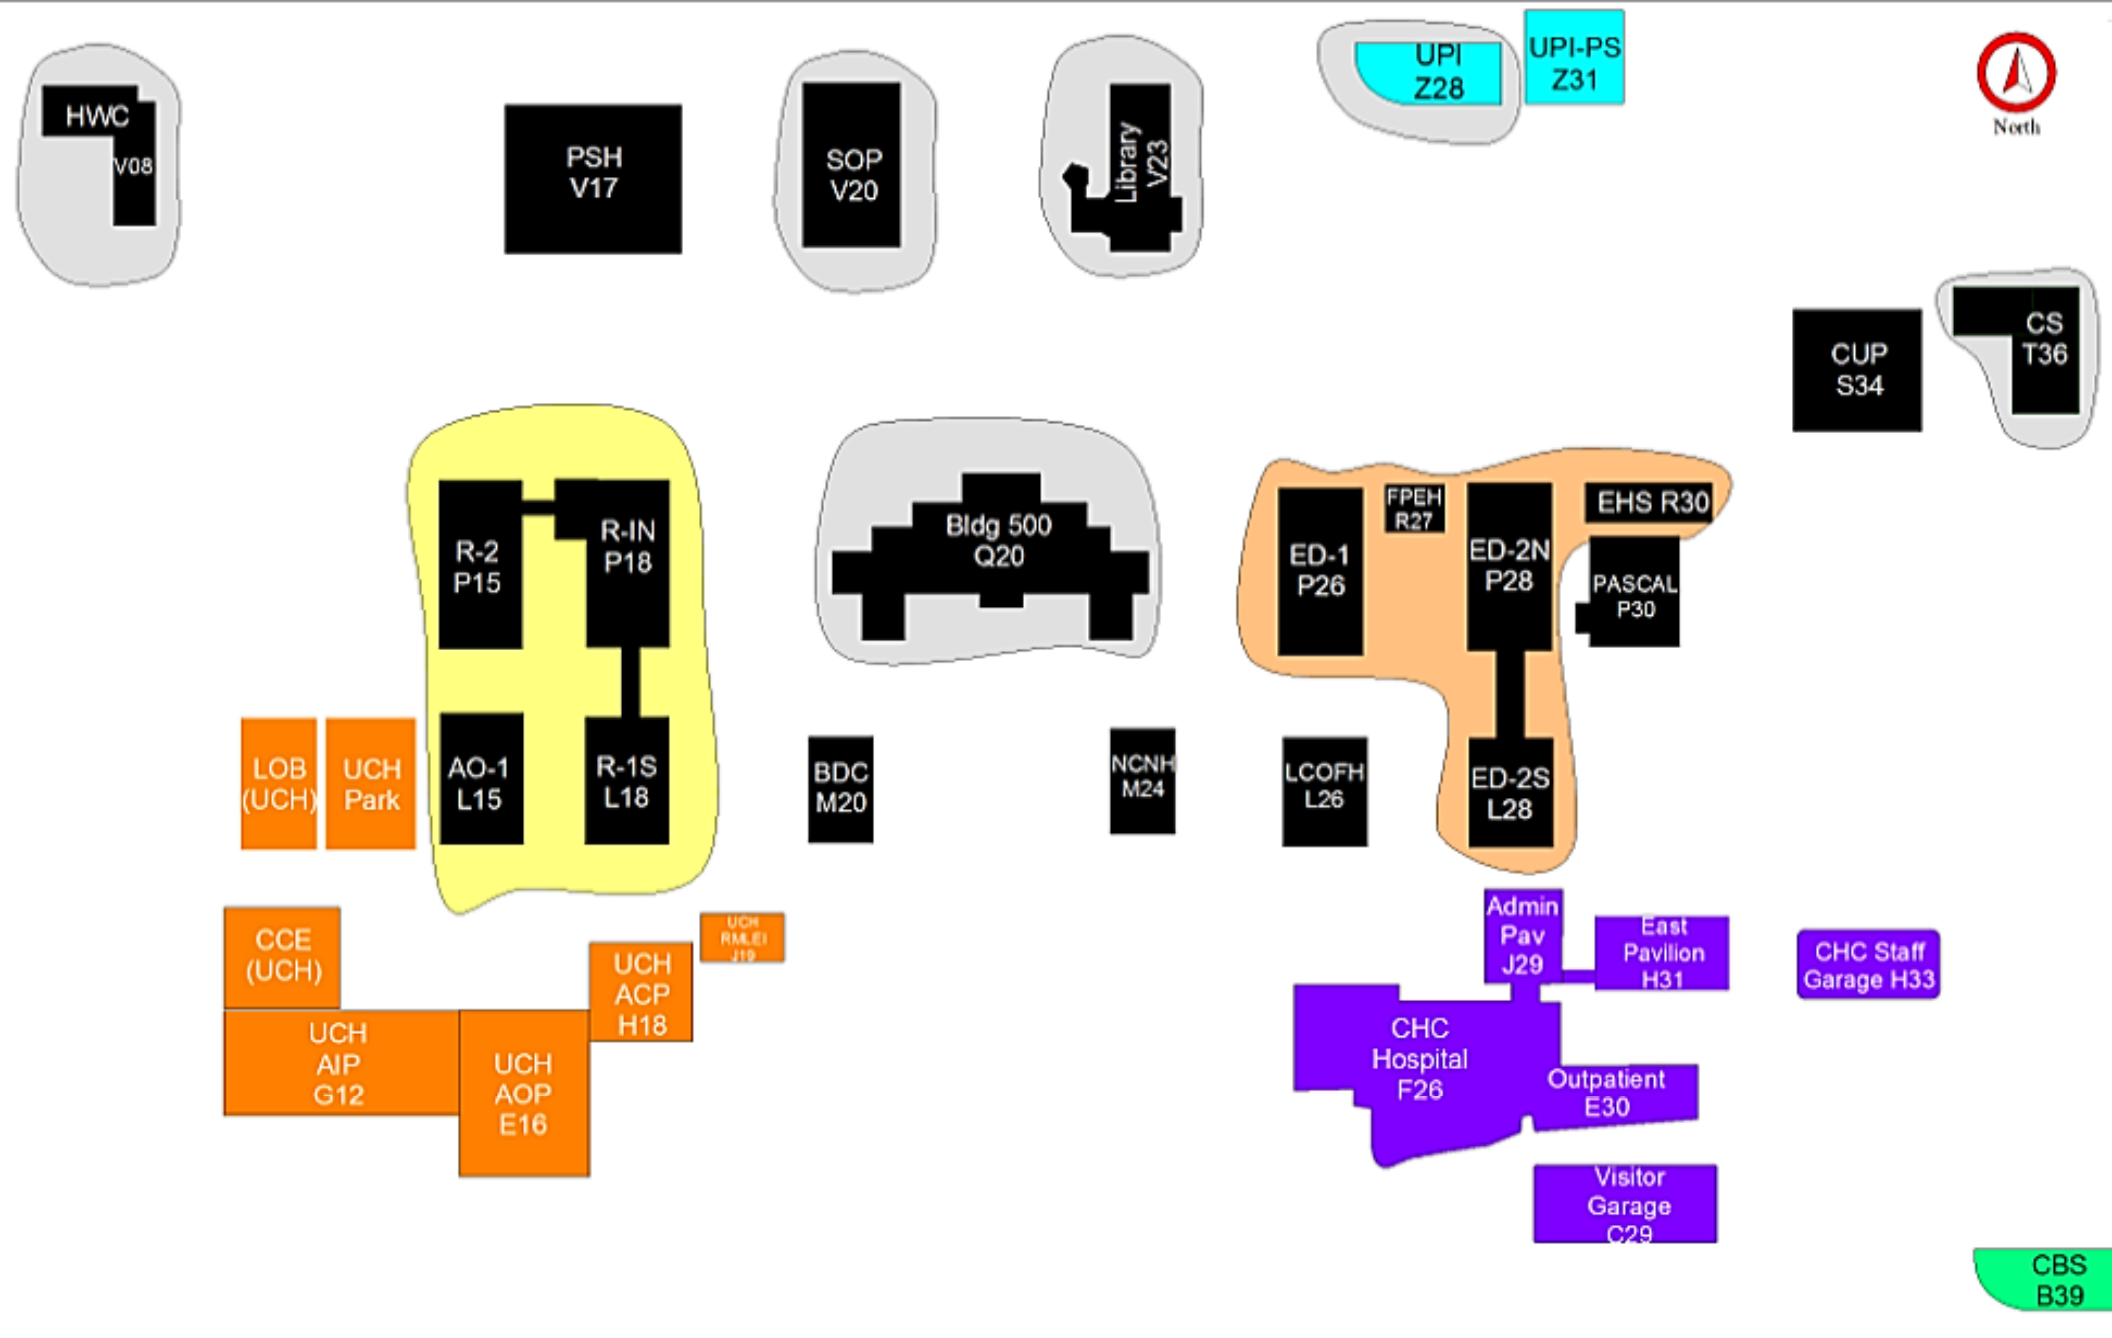 HWC
V08
PSH
V17
SOP
V20
Library
V23
UPI
Z28
UPI-PS
Z31
North
CUP
S34
CS
T36
R-2
P15
R-IN
P18
Bldg 500
Q20
ED-1
P26
FPEH
R27
ED-2N
P28
EHS R30
PASCAL
P30
LOB
(UCH)
UCH
Park
AO-1
L15
R-1S
L18
BDC
M20
NCNH
M24
LCOFH
L26
ED-2S
L28
CCE
(UCH)
UCH
AIP
G12
UCH
AOP
E16
UCH
ACP
H18
UCH
RMLEI
J19
Admin
Pav
J29
East
Pavilion
H31
CHC Staff
Garage H33
CHC
Hospital
F26
Outpatient
E30
Visitor
Garage
C29
CBS
B39